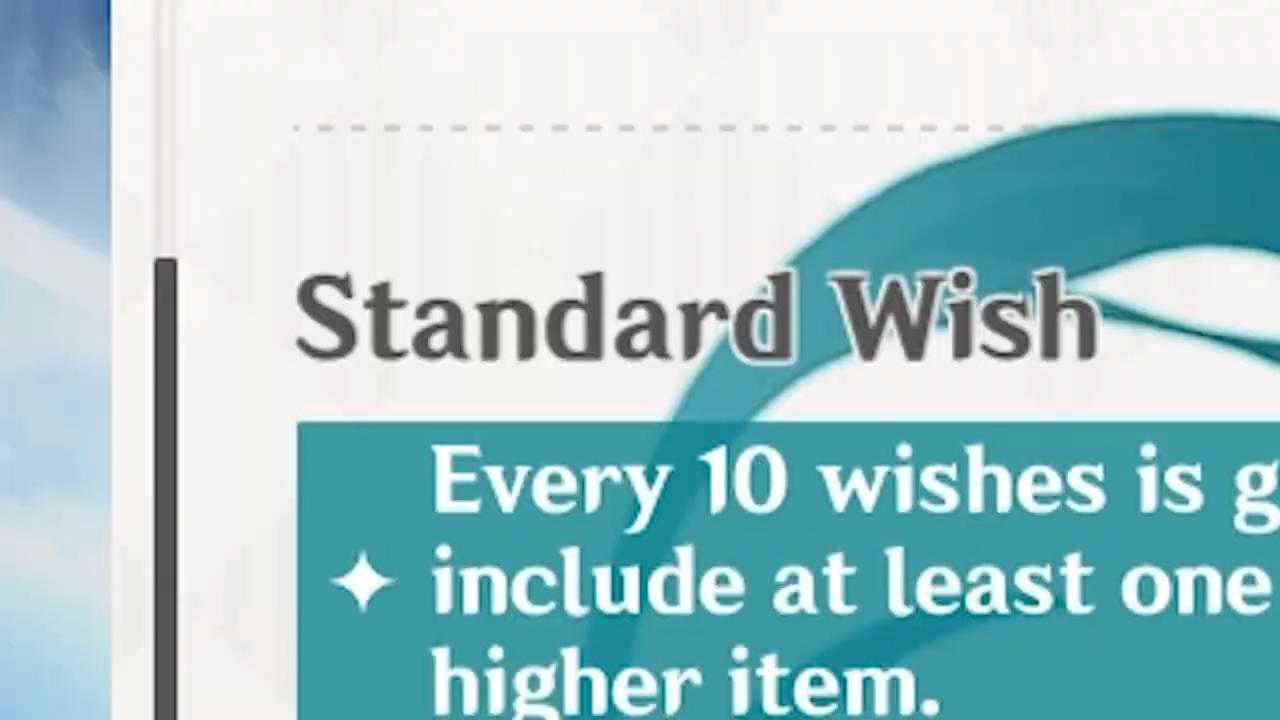 Standard Wish
Every 10 wishes is
include at least one
higher item.